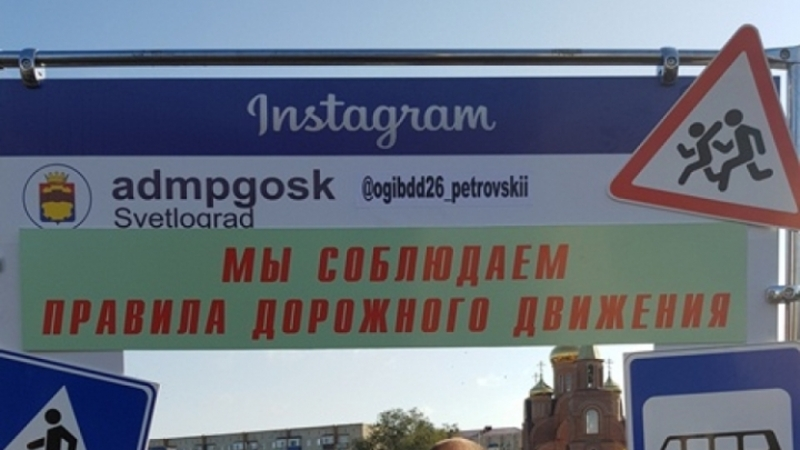 Instagram
admpgosk @ogibdd26_petrovskii
Svetlograd
МЫ СОБЛЮДАЕМ
ПРАВИЛА ДОРОЖНОГО ДВИЖЕНИЯ